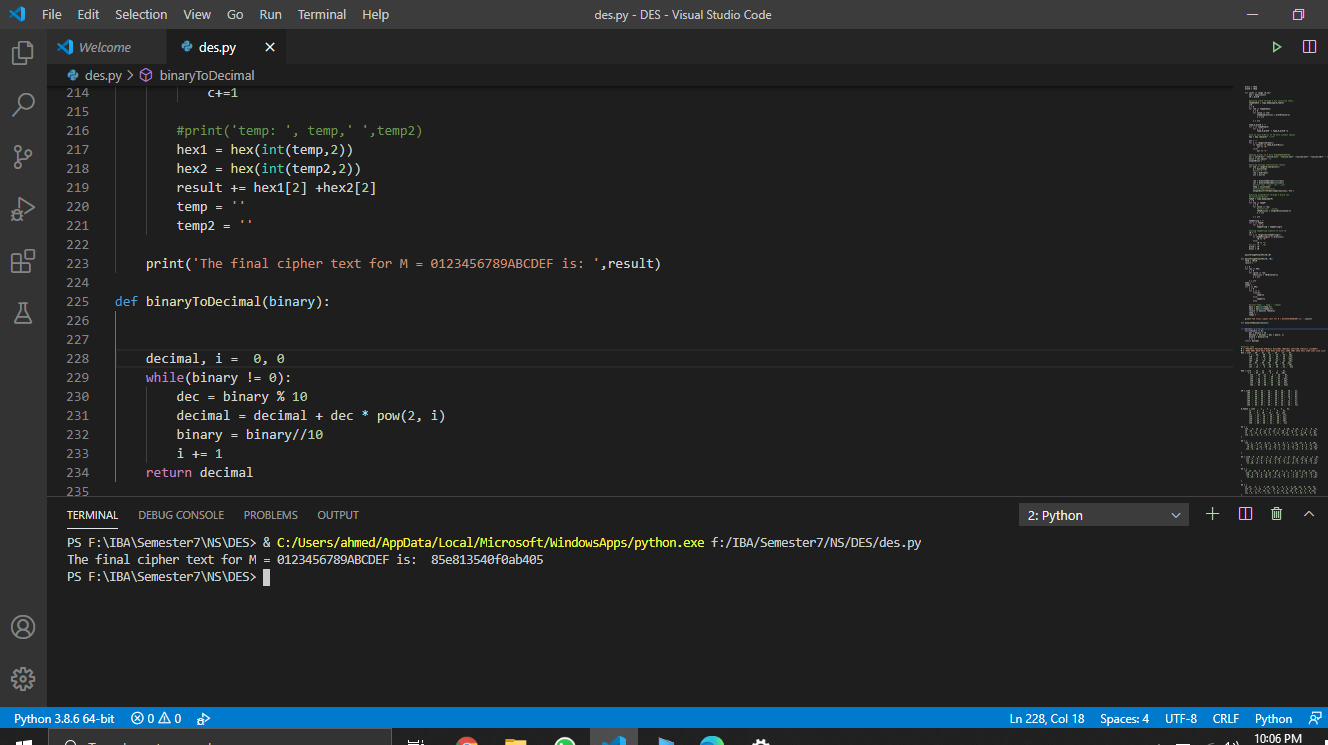 File Edit Selection View Go Run Terminal Help des.py - DES - Visual Studio Code
Welcome des.py
des.py > binaryToDecimal
214 c+=1
215
216 #print('temp: ', temp,' ',temp2)
217 hex1 = hex(int(temp,2))
218 hex2 = hex(int(temp2,2))
219 result += hex1[2] +hex2[2]
220 temp = ''
221 temp2 = ''
222
223 print('The final cipher text for M = 0123456789ABCDEF is: ',result)
224
225 def binaryToDecimal(binary):
226
227
228 decimal, i =  0, 0
229 while(binary != 0):
230 dec = binary % 10
231 decimal = decimal + dec * pow(2, i)
232 binary = binary//10
233 i += 1
234 return decimal
235
TERMINAL DEBUG CONSOLE PROBLEMS OUTPUT 2: Python
PS F:\IBA\Semester7\NS\DES> & C:/Users/ahmed/AppData/Local/Microsoft/WindowsApps/python.exe f:/IBA/Semester7/NS/DES/des.py
The final cipher text for M = 0123456789ABCDEF is:  85e813540f0ab405
PS F:\IBA\Semester7\NS\DES>
Python 3.8.6 64-bit 0 0 Ln 228, Col 18 Spaces: 4 UTF-8 CRLF Python
10:06 PM